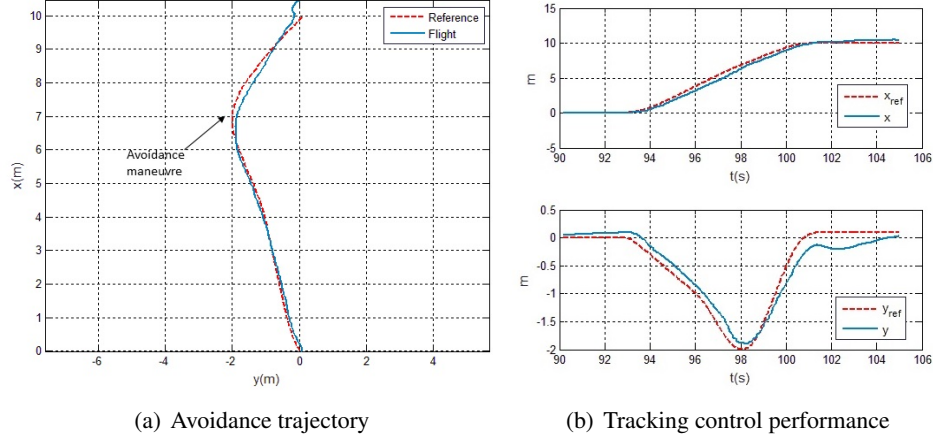 10
9
8
7
6
5
4
3
2
1
0
x(m)
-6
-4
-2
0
2
4
y(m)
Reference
Flight
Avoidance
maneuvre
(a) Avoidance trajectory
15
10
5
0
-5
m
90
92
94
96
98
100
102
104
106
t(s)
x_ref
x
0.5
0
-0.5
-1
-1.5
-2
m
90
92
94
96
98
100
102
104
106
t(s)
y_ref
y
(b) Tracking control performance